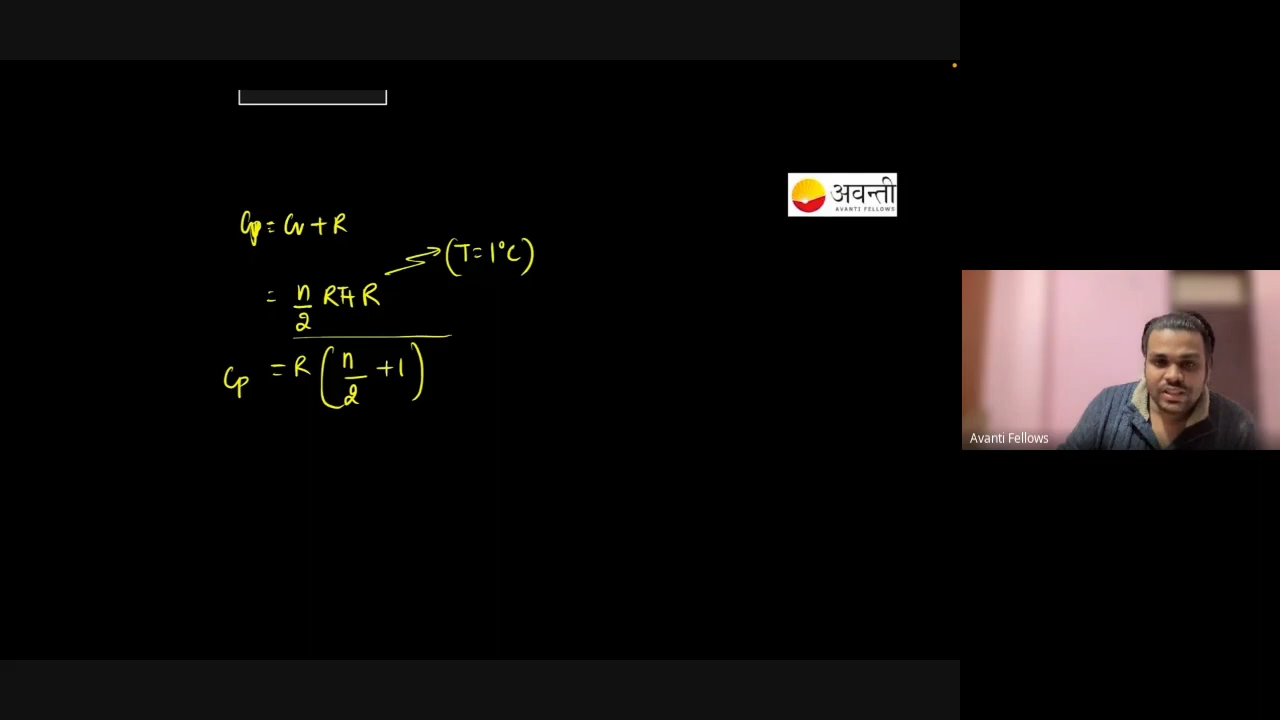 अवन्ती
AVANTI FELLOWS
Cp = Cv + R
(T = 1°C)
= n/2 RT + R
Cp = R (n/2 + 1)
Avanti Fellows